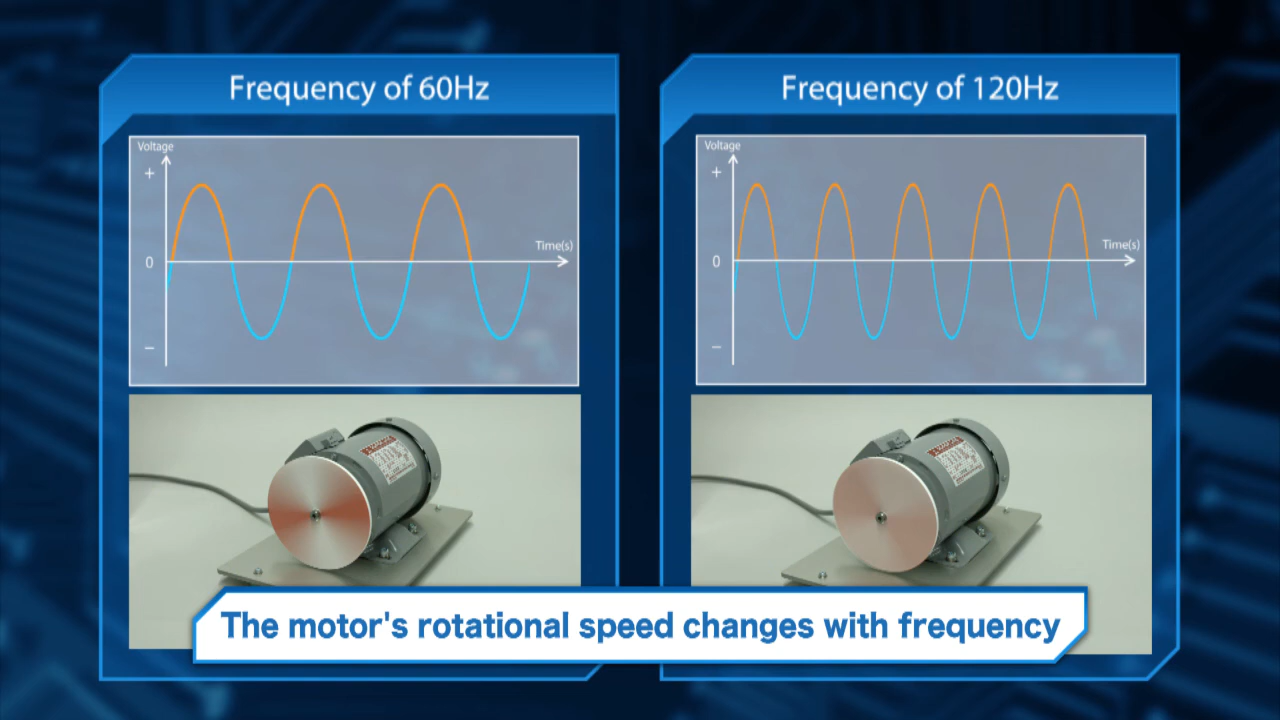 Frequency of 60Hz
Voltage
+
0
Time(s)
−
Frequency of 120Hz
Voltage
+
0
Time(s)
−
The motor's rotational speed changes with frequency